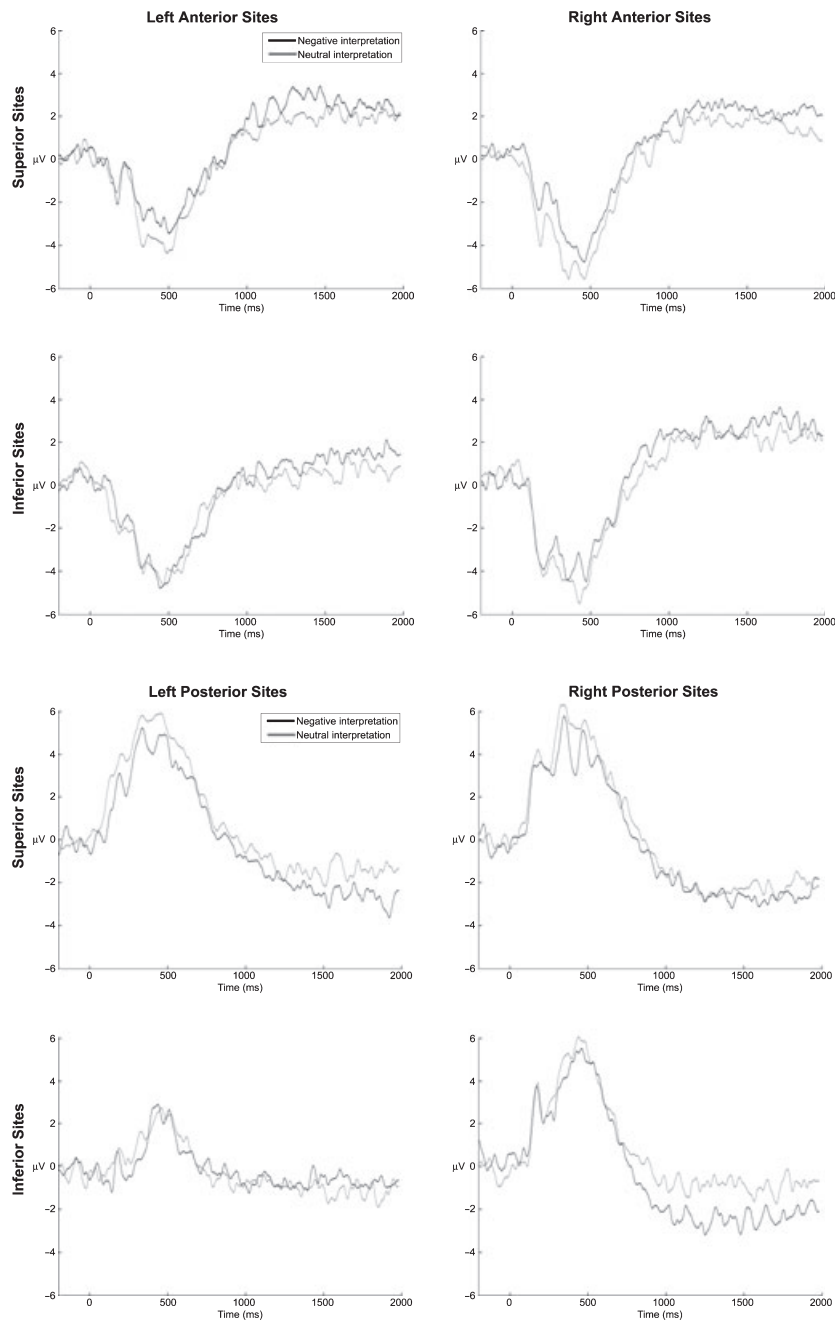 Left Anterior Sites
Right Anterior Sites
Negative interpretation
Neutral interpretation
Superior Sites
6
4
2
µV 0
−2
−4
−6
0 500 1000 1500 2000
Time (ms)
6
4
2
µV 0
−2
−4
−6
0 500 1000 1500 2000
Time (ms)
Inferior Sites
6
4
2
µV 0
−2
−4
−6
0 500 1000 1500 2000
Time (ms)
6
4
2
µV 0
−2
−4
−6
0 500 1000 1500 2000
Time (ms)
Left Posterior Sites
Right Posterior Sites
Negative interpretation
Neutral interpretation
Superior Sites
6
4
2
µV 0
−2
−4
−6
0 500 1000 1500 2000
Time (ms)
6
4
2
µV 0
−2
−4
−6
0 500 1000 1500 2000
Time (ms)
Inferior Sites
6
4
2
µV 0
−2
−4
−6
0 500 1000 1500 2000
Time (ms)
6
4
2
µV 0
−2
−4
−6
0 500 1000 1500 2000
Time (ms)